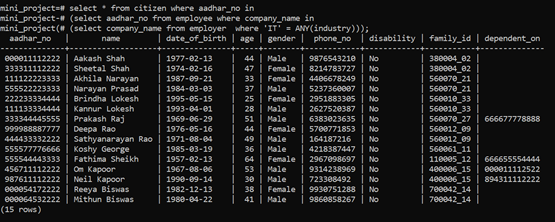 mini_project=# select * from citizen where aadhar_no in
mini_project=# (select aadhar_no from employee where company_name in
mini_project(# (select company_name from employer  where 'IT' = ANY(industry)));
aadhar_no | name | date_of_birth | age | gender | phone_no | disability | family_id | dependent_on
000011112222 | Aakash Shah | 1977-02-13 | 44 | Male | 9876543210 | No | 380004_02 |
333311112222 | Sheetal Shah | 1974-02-16 | 47 | Female | 8214783727 | No | 380004_02 |
111122223333 | Akhila Narayan | 1987-09-21 | 33 | Female | 4406678249 | No | 560070_21 |
555522223333 | Narayan Prasad | 1984-03-03 | 37 | Male | 5237360007 | No | 560070_21 |
222233334444 | Brindha Lokesh | 1995-05-15 | 25 | Female | 2951883305 | No | 560010_33 |
111133334444 | Kannur Lokesh | 1993-04-01 | 28 | Male | 2627520387 | No | 560010_33 |
333344445555 | Prakash Raj | 1969-06-29 | 51 | Male | 6383023635 | No | 560070_27 | 666677778888
999988887777 | Deepa Rao | 1976-05-16 | 44 | Female | 5700771853 | No | 560012_09 |
444433332222 | Sathyanarayan Rao | 1971-08-04 | 49 | Male | 164187216 | No | 560012_09 |
555577776666 | Koshy George | 1985-03-19 | 36 | Male | 4218387447 | No | 560061_11 |
555544443333 | Fathima Sheikh | 1957-02-13 | 64 | Female | 2967098697 | No | 110005_12 | 666655554444
456711112222 | Om Kapoor | 1967-08-06 | 53 | Male | 9314238969 | No | 400006_15 | 000011112522
987611112222 | Neil Kapoor | 1990-09-14 | 30 | Male | 723308492 | No | 400006_15 | 894311112222
000054172222 | Reeya Biswas | 1982-12-13 | 38 | Female | 9930751288 | No | 700042_14 |
000064532222 | Mithun Biswas | 1980-04-22 | 41 | Male | 9860858267 | No | 700042_14 |
(15 rows)